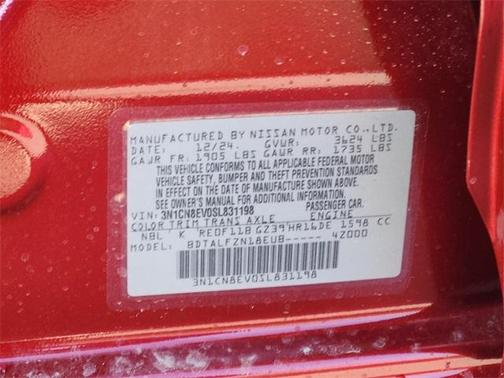 MANUFACTURED BY NISSAN MOTOR CO.,LTD.
DATE: 12/24. GVWR: 3624 LBS
GAWR FR: 1905 LBS GAWR RR: 1735 LBS
THIS VEHICLE CONFORMS TO ALL APPLICABLE FEDERAL MOTOR
VEHICLE SAFETY, BUMPER AND THEFT PREVENTION STANDARDS
IN EFFECT ON THE DATE OF MANUFACTURE SHOWN ABOVE.
SEE OWNER'S MANUAL FOR ADDITIONAL INFORMATION.
VIN: 3N1CN8EV0SL831198 PASSENGER CAR.
COLOR TRIM TRANS AXLE ENGINE
NBL K RE0F11B GZ39 HR16DE 1598 CC
MODEL: BDTALFZN18EUB----- 4Z000
3N1CN8EV0SL831198